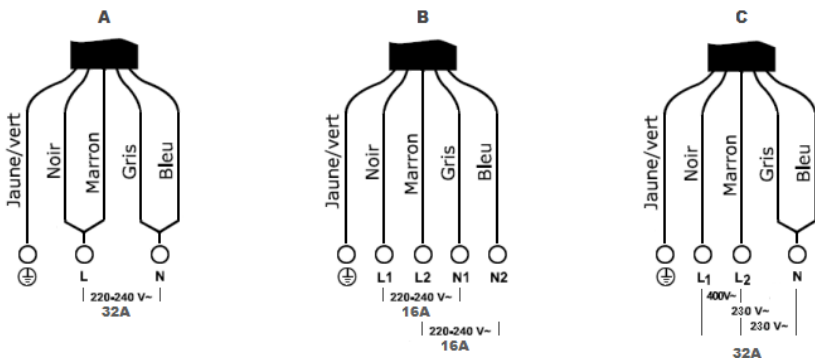 A
Jaune/vert
Noir
Marron
Gris
Bleu
L
N
220-240 V~
32A
B
Jaune/vert
Noir
Marron
Gris
Bleu
L1
L2
N1
N2
220-240 V~
16A
220-240 V~
16A
C
Jaune/vert
Noir
Marron
Gris
Bleu
L1
L2
N
400V~
230 V~
230 V~
32A